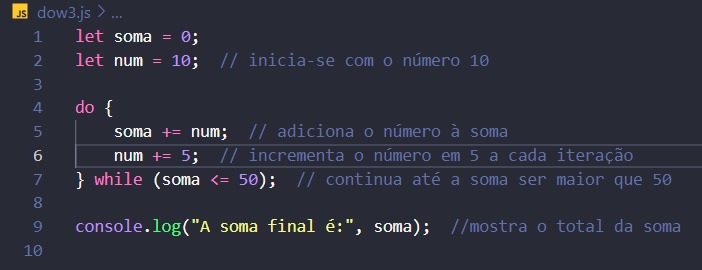 JS dow3.js > ...
1 let soma = 0;
2 let num = 10; // inicia-se com o número 10
3
4 do {
5 soma += num; // adiciona o número à soma
6 num += 5; // incrementa o número em 5 a cada iteração
7 } while (soma <= 50); // continua até a soma ser maior que 50
8
9 console.log("A soma final é:", soma); //mostra o total da soma
10